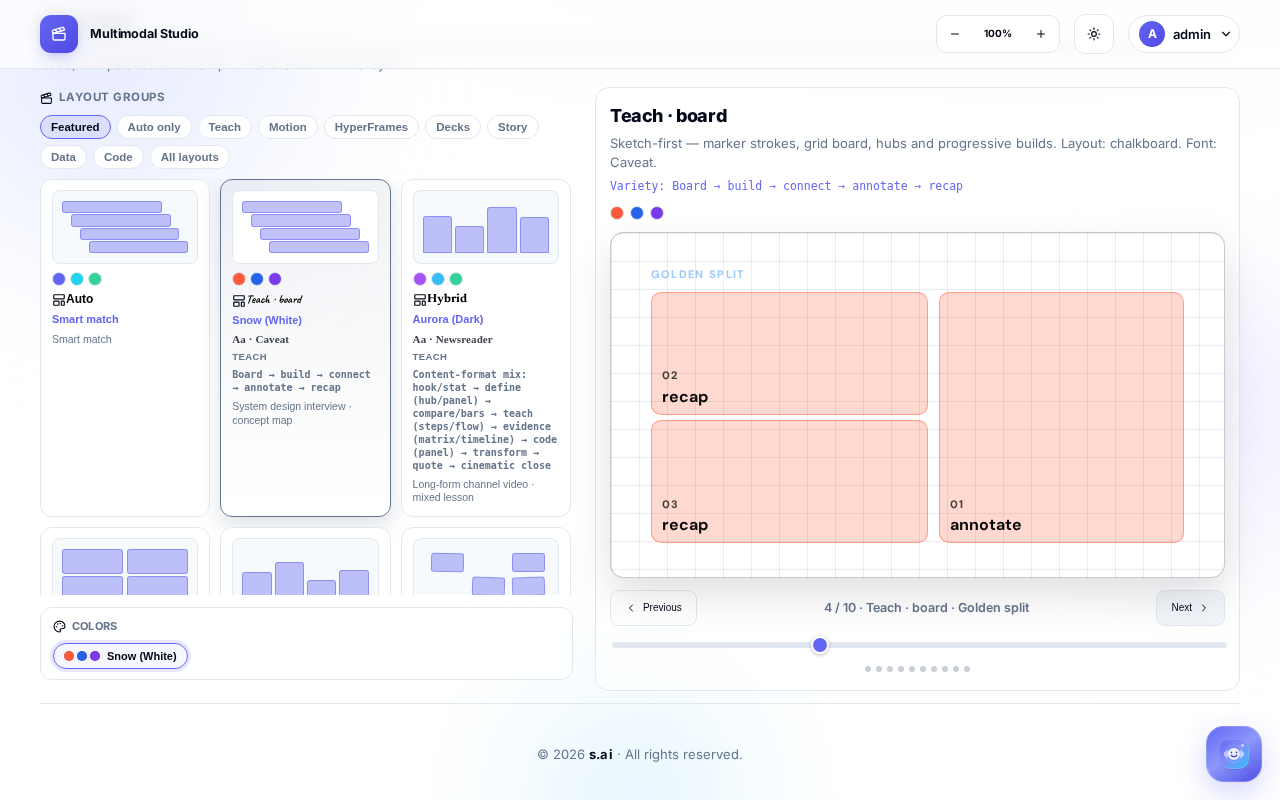 Multimodal Studio
100%
A admin
LAYOUT GROUPS
Featured
Auto only
Teach
Motion
HyperFrames
Decks
Story
Data
Code
All layouts
Auto
Smart match
Smart match
Teach · board
Snow (White)
Aa · Caveat
TEACH
Board → build → connect
→ annotate → recap
System design interview ·
concept map
Hybrid
Aurora (Dark)
Aa · Newsreader
TEACH
Content-format mix:
hook/stat → define
(hub/panel) →
compare/bars → teach
(steps/flow) → evidence
(matrix/timeline) → code
(panel) → transform →
quote → cinematic close
Long-form channel video ·
mixed lesson
COLORS
Snow (White)
Teach · board
Sketch-first — marker strokes, grid board, hubs and progressive builds. Layout: chalkboard. Font:
Caveat.
Variety: Board → build → connect → annotate → recap
GOLDEN SPLIT
02
recap
03
recap
01
annotate
Previous
4 / 10 · Teach · board · Golden split
Next
© 2026 s.ai · All rights reserved.